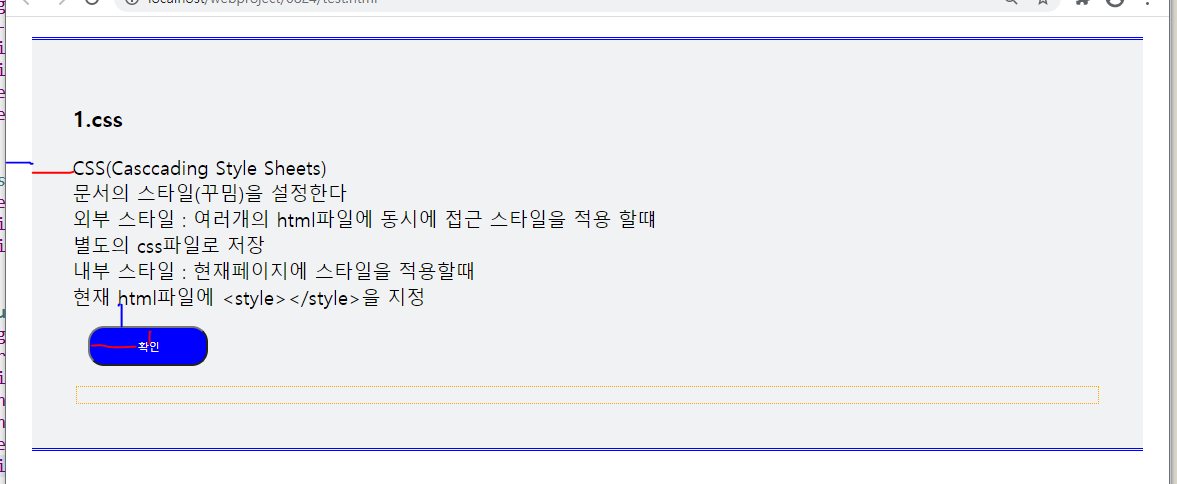 localhost/webproject/0824/test.html
1.css
CSS(Casccading Style Sheets)
문서의 스타일(꾸밈)을 설정한다
외부 스타일 : 여러개의 html파일에 동시에 접근 스타일을 적용 할떄
별도의 css파일로 저장
내부 스타일 : 현재페이지에 스타일을 적용할때
현재 html파일에 <style></style>을 지정
확인